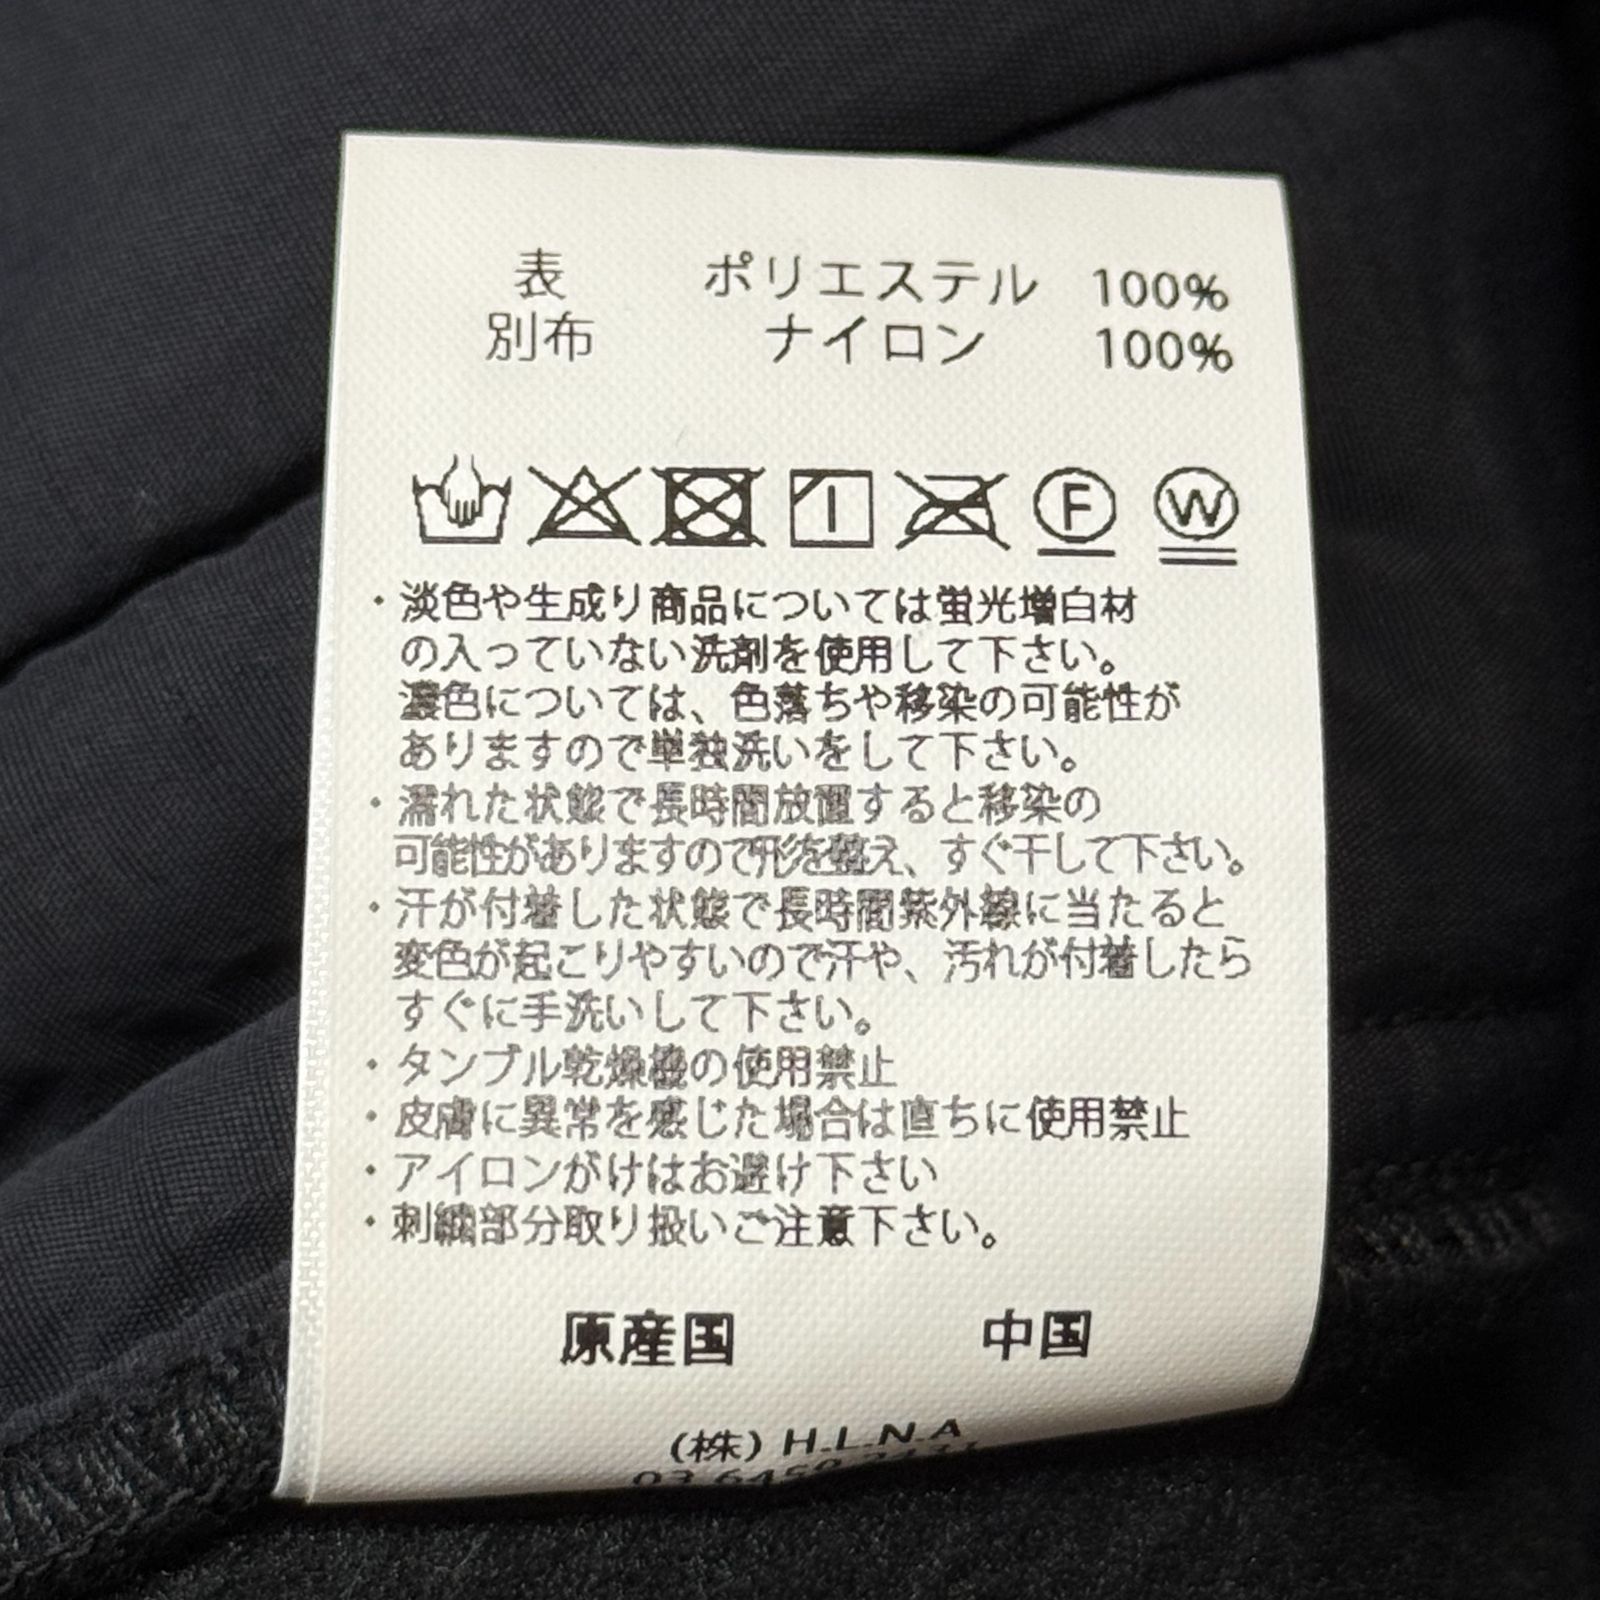 表 ポリエステル 100%
別布 ナイロン 100%
F W
・淡色や生成り商品については蛍光増白材
の入っていない洗剤を使用して下さい。
濃色については、色落ちや移染の可能性が
ありますので単独洗いをして下さい。
・濡れた状態で長時間放置すると移染の
可能性がありますので形を整え、すぐ干して下さい。
・汗が付着した状態で長時間紫外線に当たると
変色が起こりやすいので汗や、汚れが付着したら
すぐに手洗いして下さい。
・タンブル乾燥機の使用禁止
・皮膚に異常を感じた場合は直ちに使用禁止
・アイロンがけはお避け下さい
・刺繍部分取り扱いご注意下さい。
原産国 中国
(株) H.L.N.A
03 6450